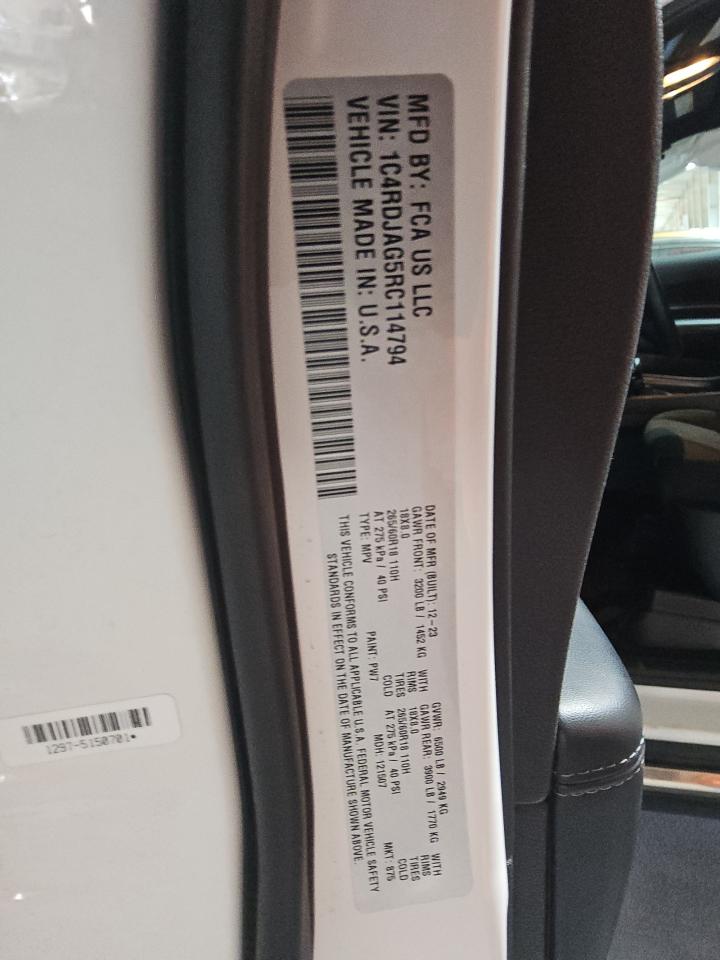 MFD BY: FCA US LLC
VIN: 1C4RDJAG5RC114794
VEHICLE MADE IN: U.S.A.
DATE OF MFR (BUILT): 12-23 GVWR: 6500 LB / 2949 KG
GAWR FRONT: 3200 LB / 1452 KG WITH GAWR REAR: 3900 LB / 1770 KG WITH
18X8.0 RIMS 18X8.0 RIMS
265/60R18 110H TIRES 265/60R18 110H TIRES
AT 275 kPa / 40 PSI COLD AT 275 kPa / 40 PSI COLD
TYPE: MPV PAINT: PW7 MDH: 121507 MKT: 875
THIS VEHICLE CONFORMS TO ALL APPLICABLE U.S.A. FEDERAL MOTOR VEHICLE SAFETY
STANDARDS IN EFFECT ON THE DATE OF MANUFACTURE SHOWN ABOVE.
1297-5150701*